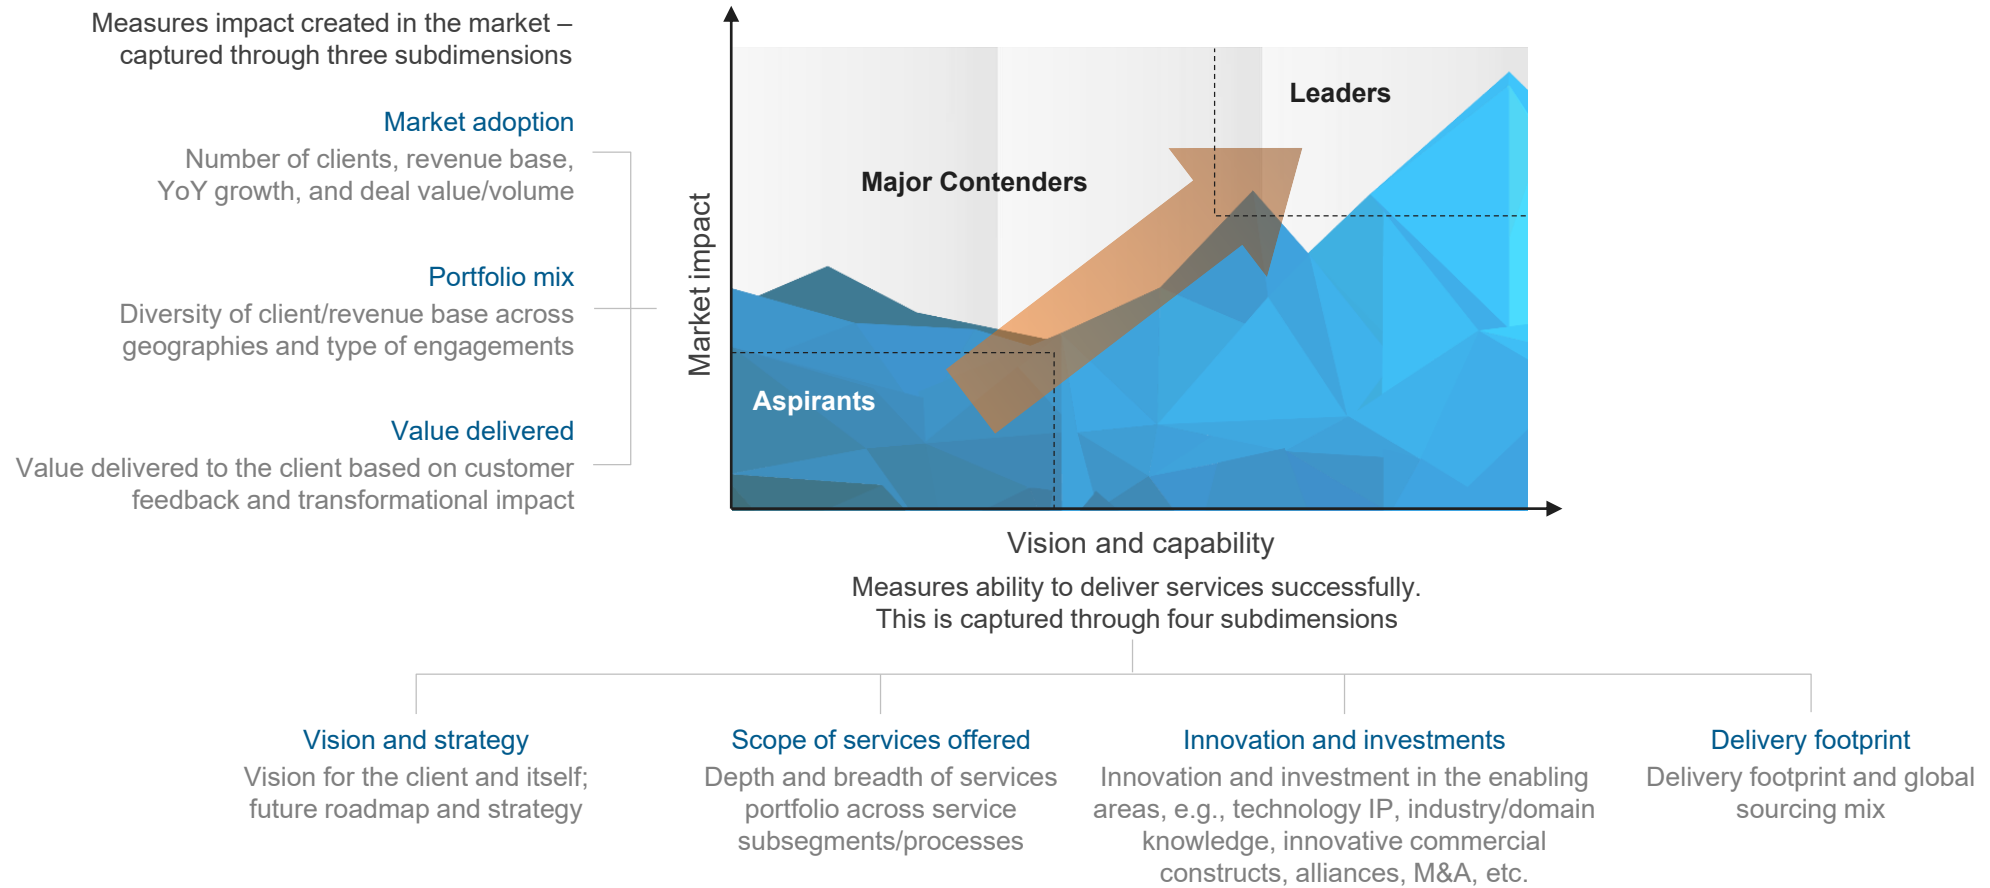 Measures impact created in the market –
captured through three subdimensions
Market adoption
Number of clients, revenue base,
YoY growth, and deal value/volume
Portfolio mix
Diversity of client/revenue base across
geographies and type of engagements
Value delivered
Value delivered to the client based on customer
feedback and transformational impact
Market impact
Leaders
Major Contenders
Aspirants
Vision and capability
Measures ability to deliver services successfully.
This is captured through four subdimensions
Vision and strategy
Vision for the client and itself;
future roadmap and strategy
Scope of services offered
Depth and breadth of services
portfolio across service
subsegments/processes
Innovation and investments
Innovation and investment in the enabling
areas, e.g., technology IP, industry/domain
knowledge, innovative commercial
constructs, alliances, M&A, etc.
Delivery footprint
Delivery footprint and global
sourcing mix